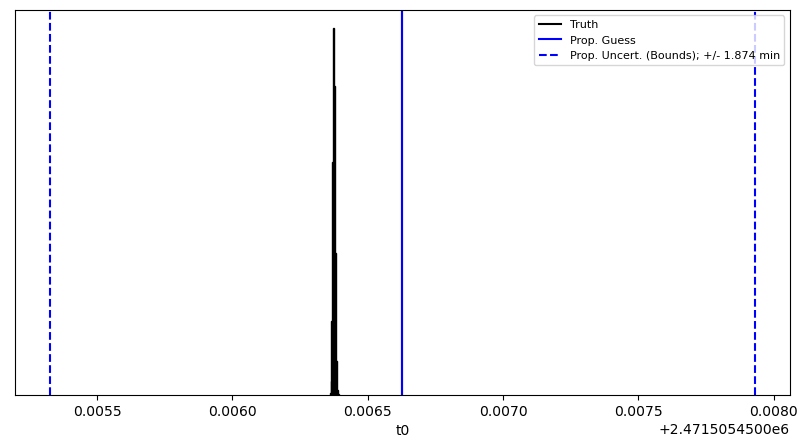 Truth
Prop. Guess
Prop. Uncert. (Bounds); +/- 1.874 min
0.0055 0.0060 0.0065 0.0070 0.0075 0.0080
t0
+2.4715054500e6